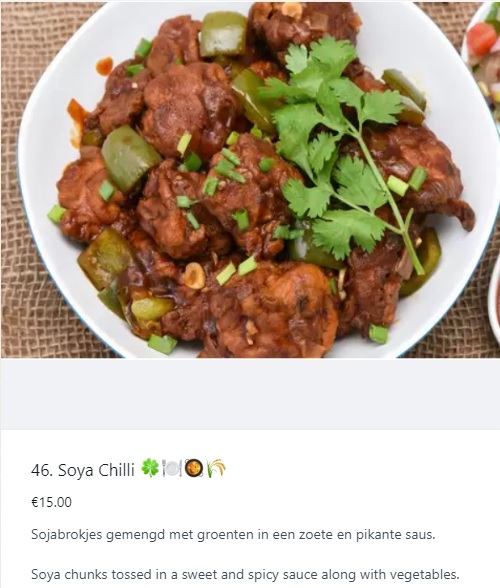 46. Soya Chilli 🍀🍽️🥘🌾
€15.00
Sojabrokjes gemengd met groenten in een zoete en pikante saus.
Soya chunks tossed in a sweet and spicy sauce along with vegetables.